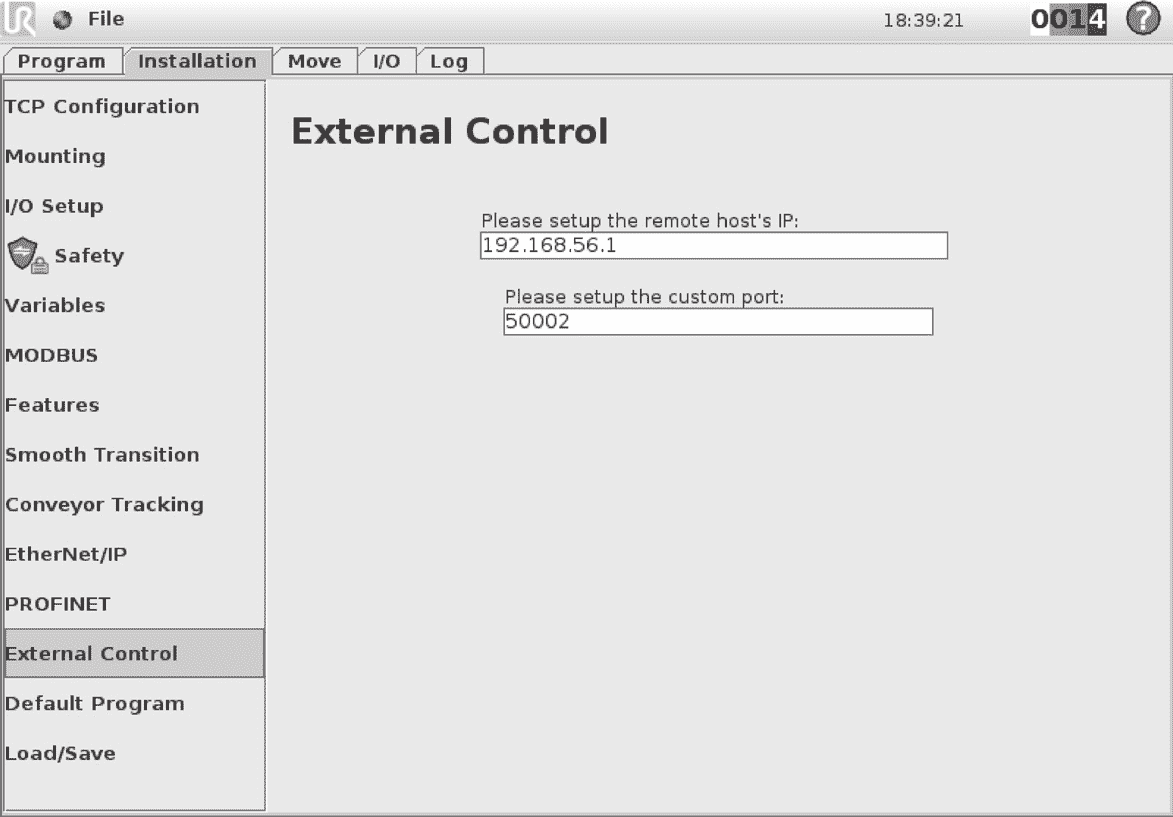 UR File 18:39:21 0014 ?
Program Installation Move I/O Log
TCP Configuration
Mounting
I/O Setup
Safety
Variables
MODBUS
Features
Smooth Transition
Conveyor Tracking
EtherNet/IP
PROFINET
External Control
Default Program
Load/Save
External Control
Please setup the remote host's IP:
192.168.56.1
Please setup the custom port:
50002